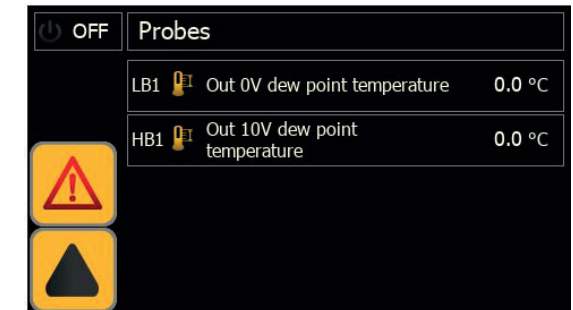 OFF
Probes
LB1 Out 0V dew point temperature 0.0 °C
HB1 Out 10V dew point
temperature 0.0 °C